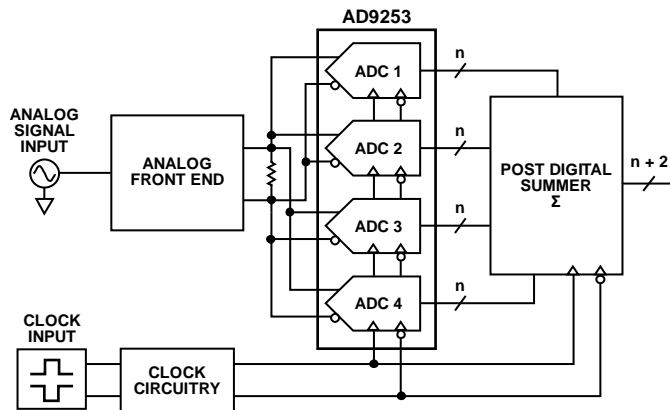 AD9253
ANALOG
SIGNAL
INPUT
ANALOG
FRONT END
ADC 1
n
ADC 2
n
ADC 3
n
ADC 4
n
POST DIGITAL
SUMMER
Σ
n + 2
CLOCK
INPUT
CLOCK
CIRCUITRY